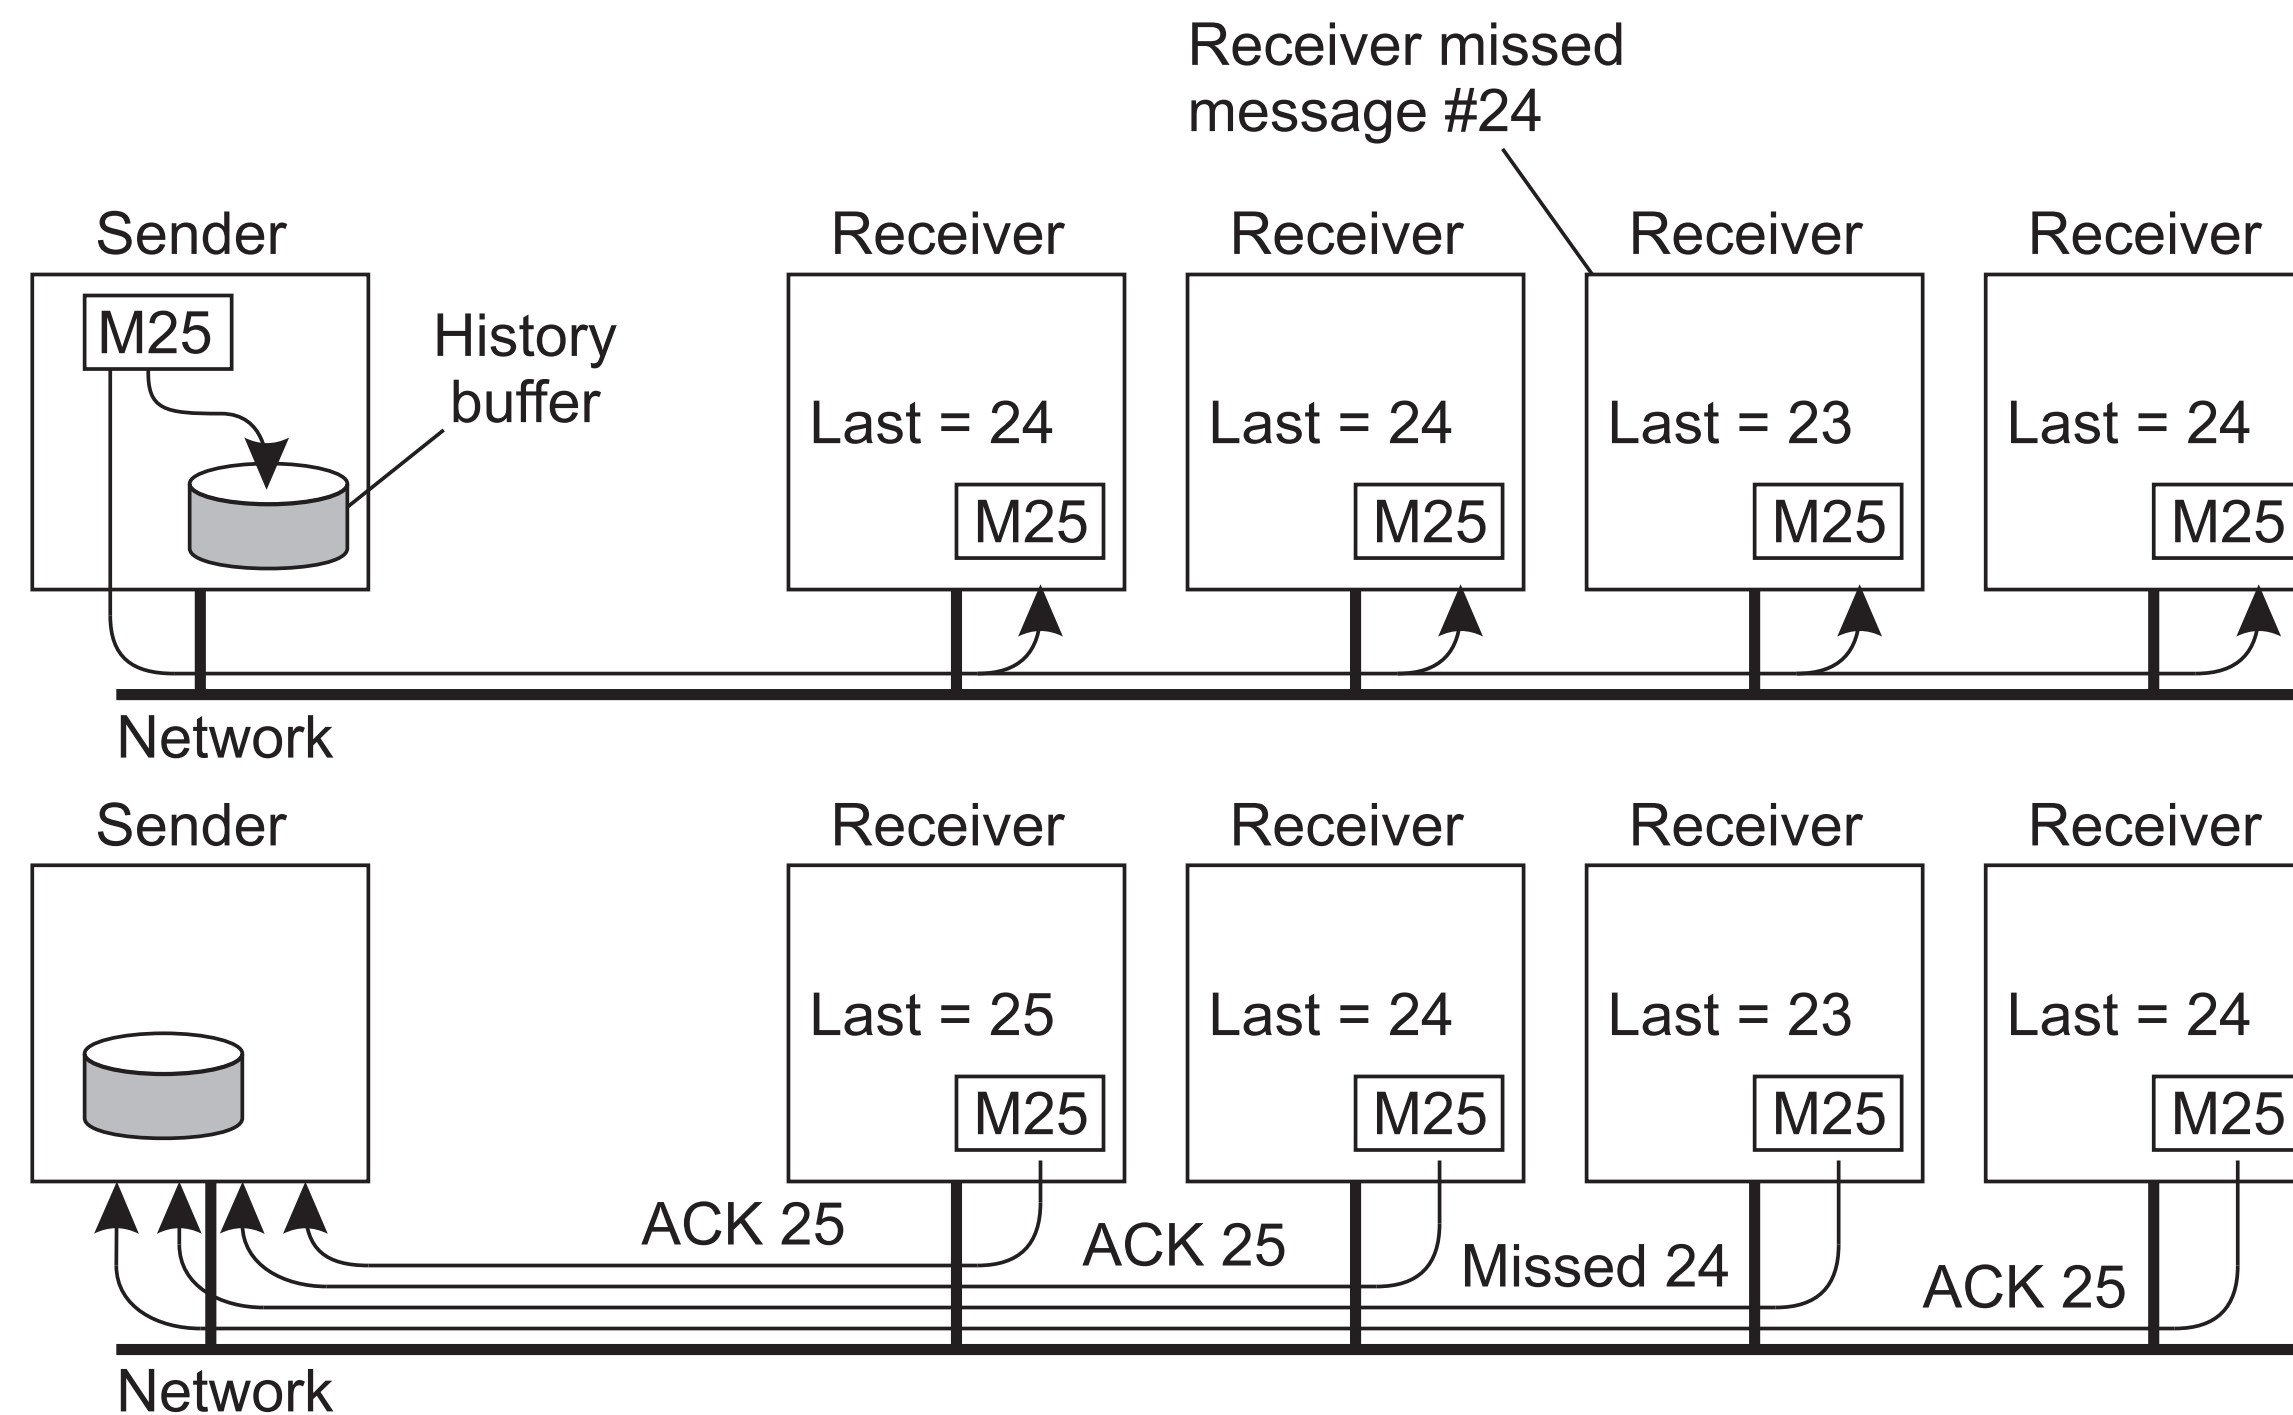 Receiver missed
message #24
Sender
Receiver
Receiver
Receiver
Receiver
M25
History
buffer
Last = 24
Last = 24
Last = 23
Last = 24
M25
M25
M25
M25
Network
Sender
Receiver
Receiver
Receiver
Receiver
Last = 25
Last = 24
Last = 23
Last = 24
M25
M25
M25
M25
ACK 25
ACK 25
Missed 24
ACK 25
Network